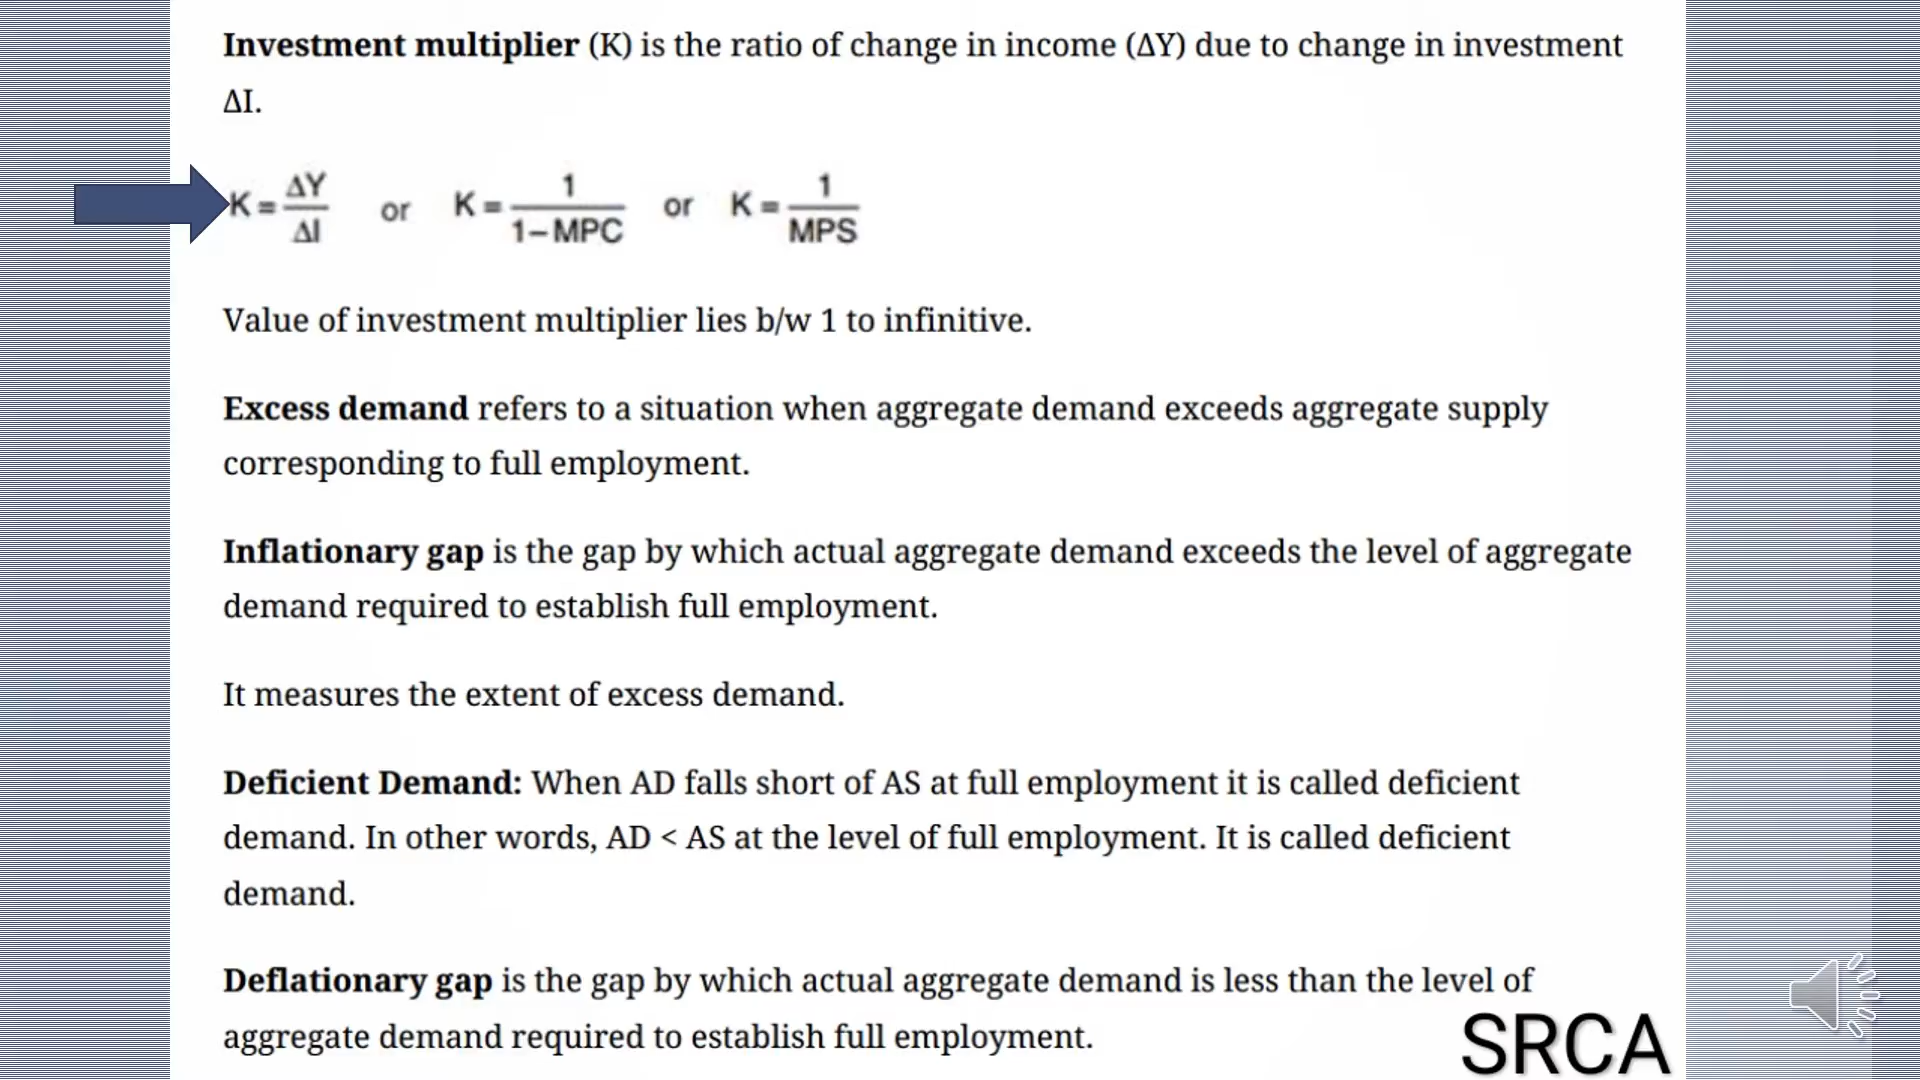 Investment multiplier (K) is the ratio of change in income (ΔY) due to change in investment
ΔI.
K = ΔY/ΔI or K = 1/1−MPC or K = 1/MPS
Value of investment multiplier lies b/w 1 to infinitive.
Excess demand refers to a situation when aggregate demand exceeds aggregate supply
corresponding to full employment.
Inflationary gap is the gap by which actual aggregate demand exceeds the level of aggregate
demand required to establish full employment.
It measures the extent of excess demand.
Deficient Demand: When AD falls short of AS at full employment it is called deficient
demand. In other words, AD < AS at the level of full employment. It is called deficient
demand.
Deflationary gap is the gap by which actual aggregate demand is less than the level of
aggregate demand required to establish full employment.
SRCA